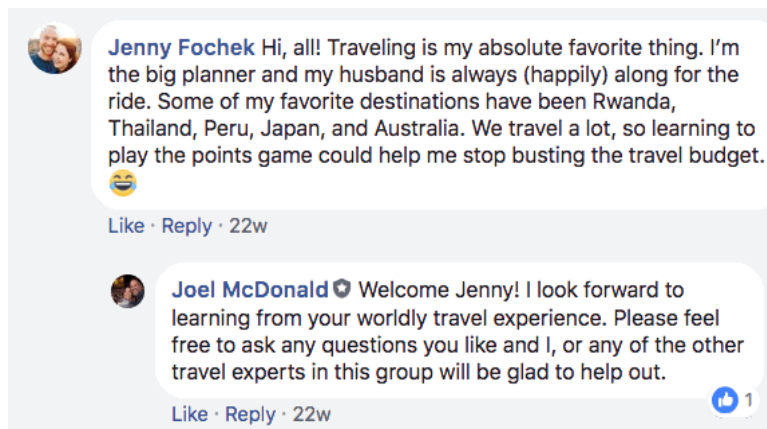 Jenny Fochek Hi, all! Traveling is my absolute favorite thing. I'm
the big planner and my husband is always (happily) along for the
ride. Some of my favorite destinations have been Rwanda,
Thailand, Peru, Japan, and Australia. We travel a lot, so learning to
play the points game could help me stop busting the travel budget.
😂
Like · Reply · 22w
Joel McDonald Welcome Jenny! I look forward to
learning from your worldly travel experience. Please feel
free to ask any questions you like and I, or any of the other
travel experts in this group will be glad to help out.
1
Like · Reply · 22w